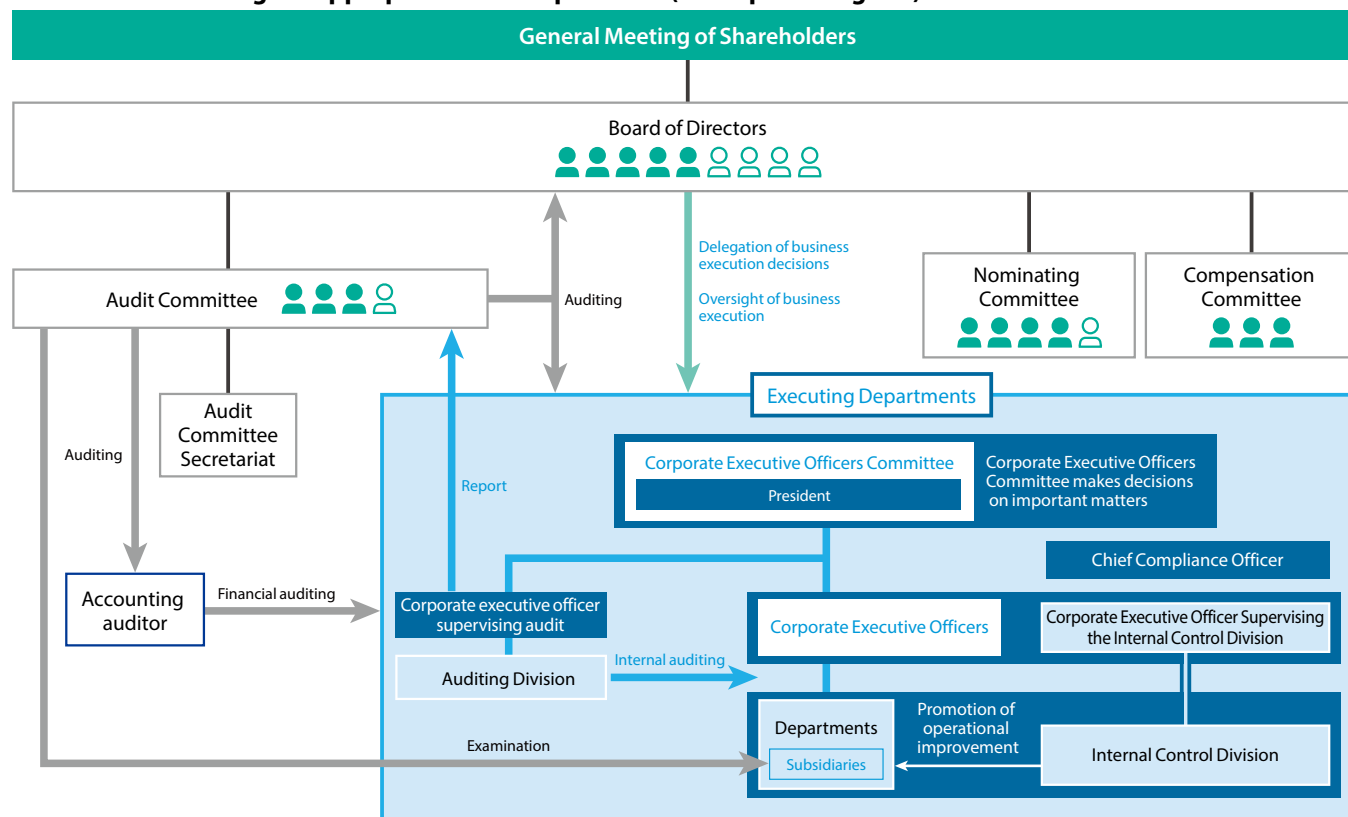 General Meeting of Shareholders
Board of Directors
Delegation of business
execution decisions
Oversight of business
execution
Auditing
Audit Committee
Nominating
Committee
Compensation
Committee
Audit
Committee
Secretariat
Auditing
Report
Executing Departments
Corporate Executive Officers Committee
President
Corporate Executive Officers
Committee makes decisions
on important matters
Chief Compliance Officer
Accounting
auditor
Financial auditing
Corporate executive officer
supervising audit
Auditing Division
Internal auditing
Corporate Executive Officers
Corporate Executive Officer Supervising
the Internal Control Division
Departments
Subsidiaries
Promotion of
operational
improvement
Internal Control Division
Examination